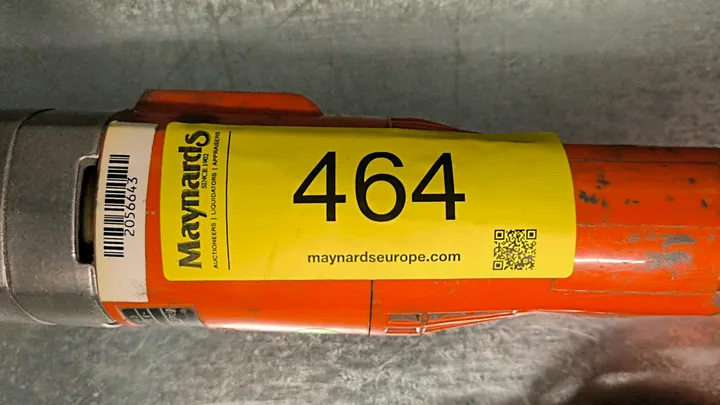 2056643
Maynards
SINCE 1902
AUCTIONEERS | LIQUIDATORS | APPRAISERS
464
maynardseurope.com